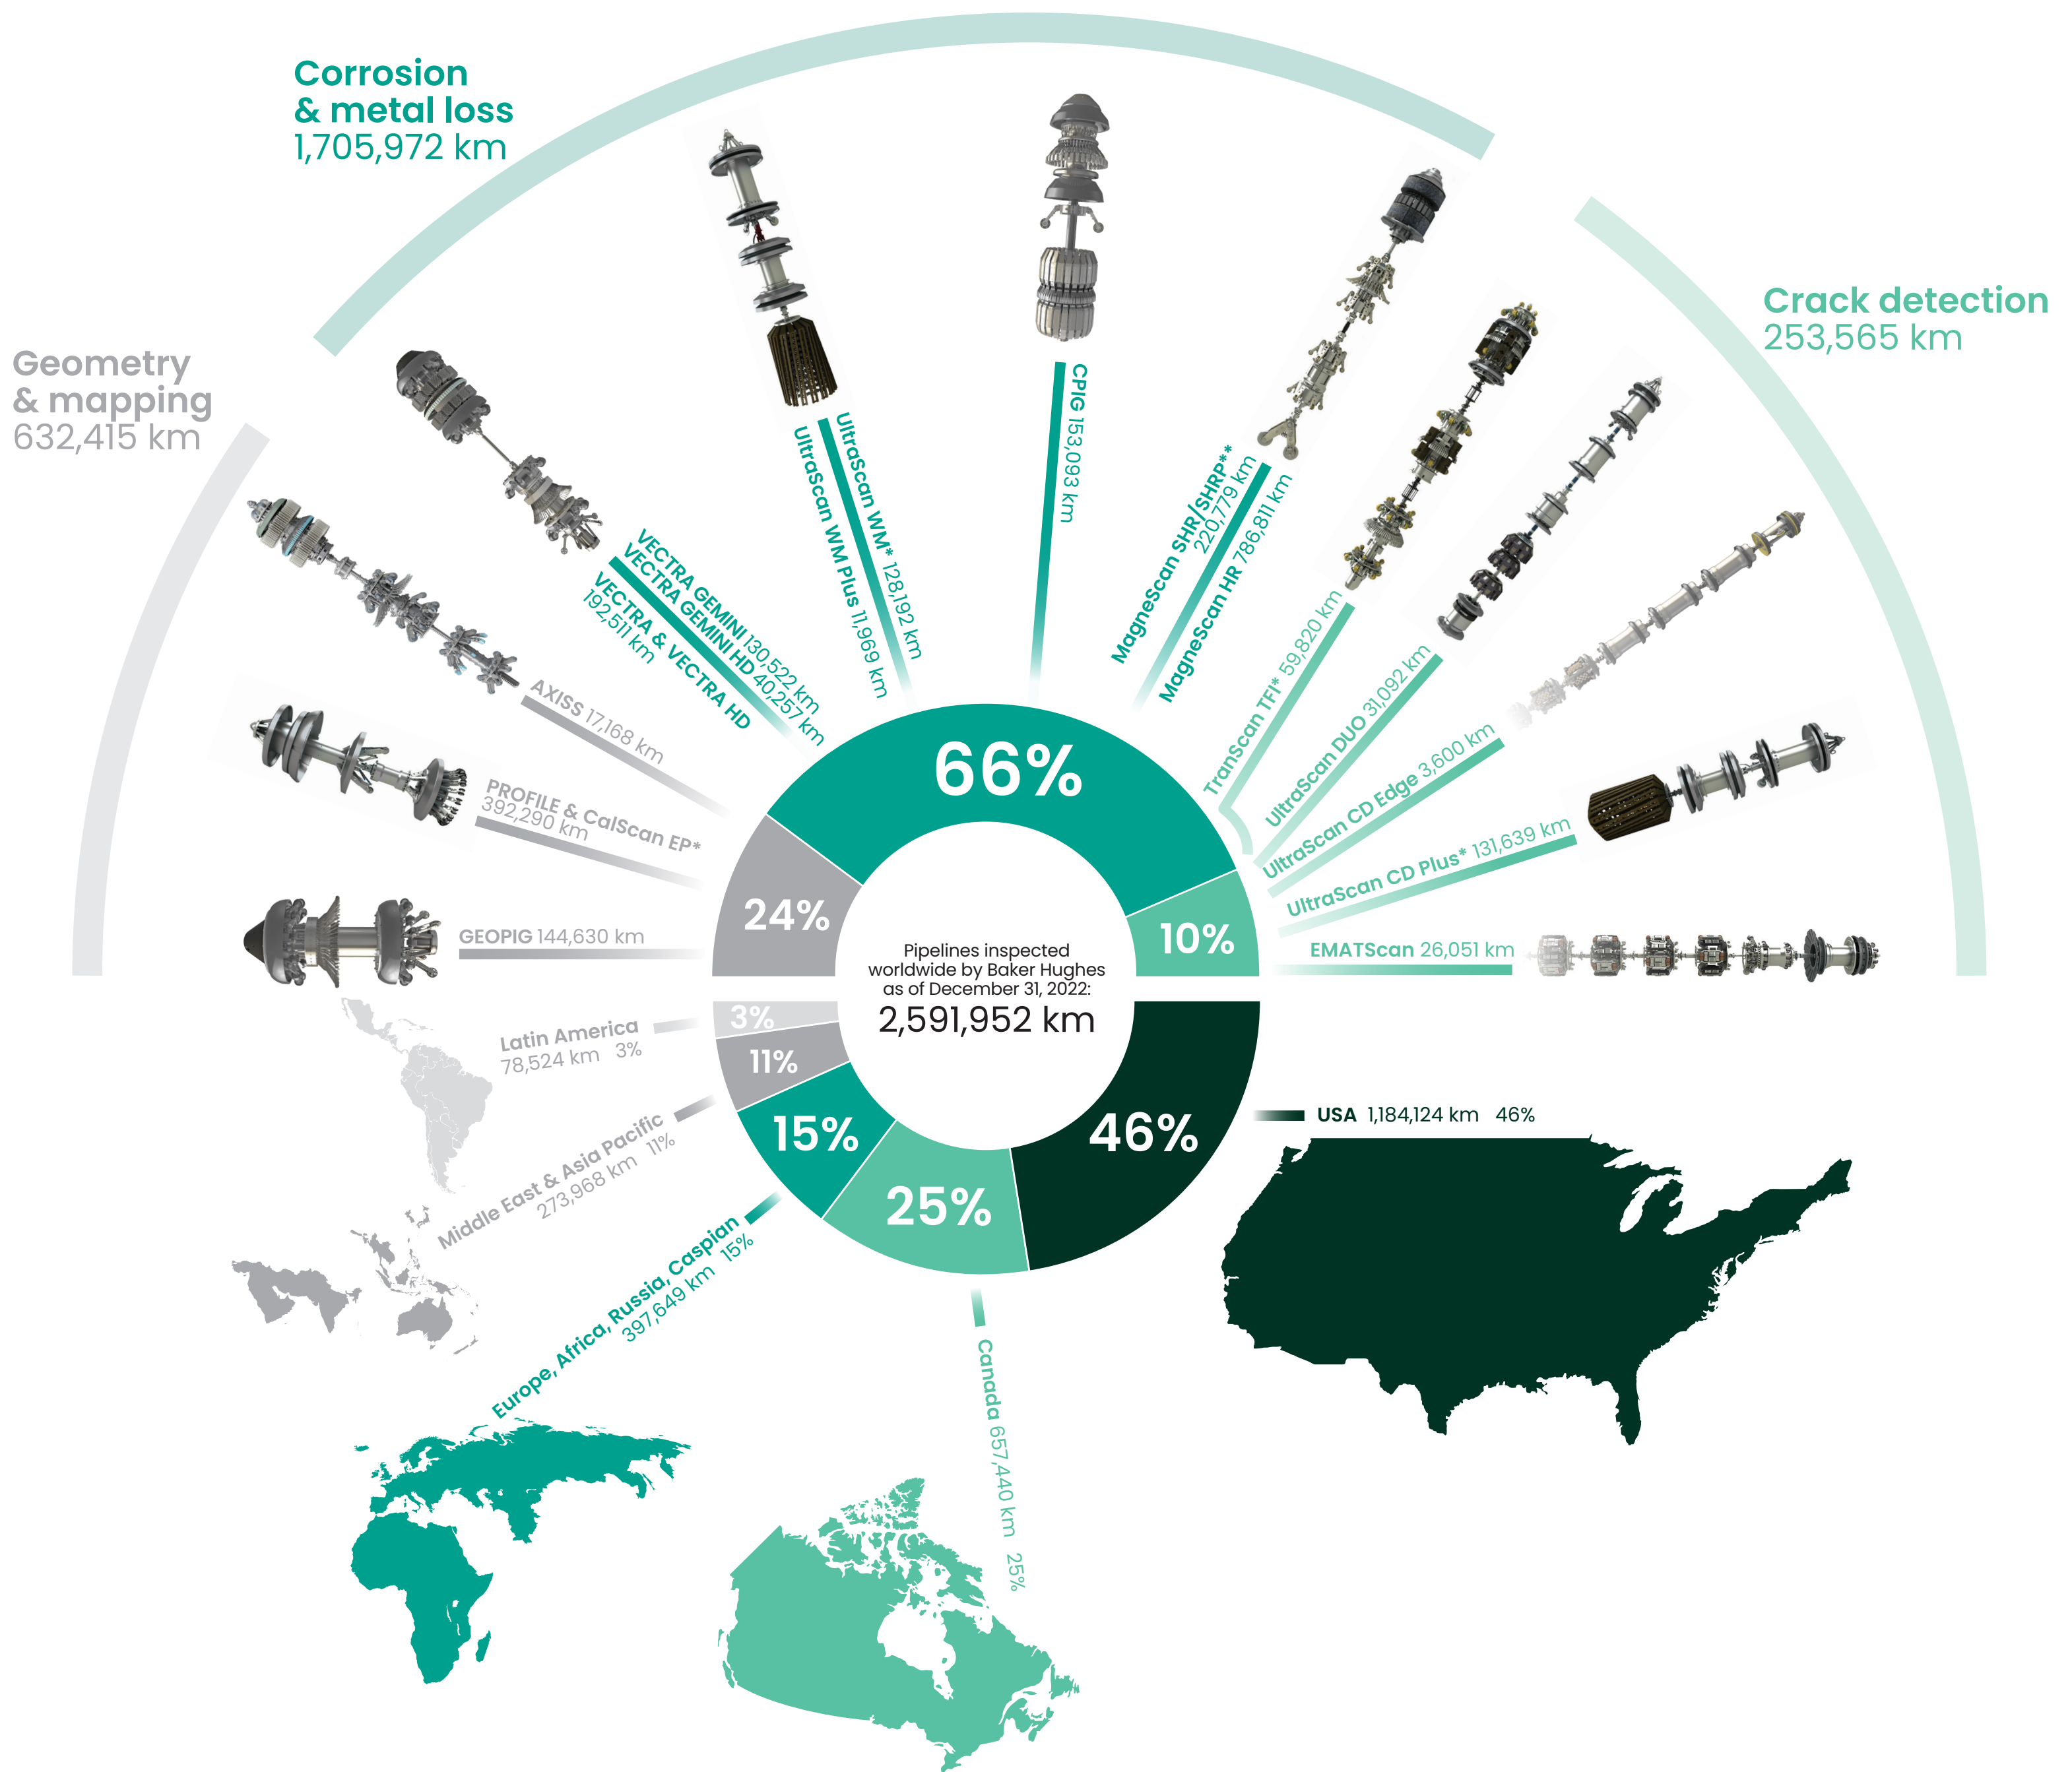 Corrosion
& metal loss
1,705,972 km
Geometry
& mapping
632,415 km
Crack detection
253,565 km
GEOPIG 144,630 km
PROFILE & CalScan EP*
392,290 km
AXISS 17,168 km
VECTRA GEMINI 130,522 km
VECTRA GEMINI HD 40,257 km
VECTRA & VECTRA HD
192,511 km
UltraScan WM* 128,192 km
UltraScan WM Plus 11,969 km
CPIG 153,093 km
MagneScan SHR/SHRP**
220,779 km
MagneScan HR 786,811 km
TranScan TFI* 59,820 km
UltraScan DUO 31,092 km
UltraScan CD Edge 3,600 km
UltraScan CD Plus* 131,639 km
EMATScan 26,051 km
66%
24%
10%
Pipelines inspected
worldwide by Baker Hughes
as of December 31, 2022:
2,591,952 km
3%
11%
15%
25%
46%
Latin America
78,524 km 3%
Middle East & Asia Pacific
273,968 km 11%
Europe, Africa, Russia, Caspian
397,649 km 15%
Canada 657,440 km 25%
USA 1,184,124 km 46%